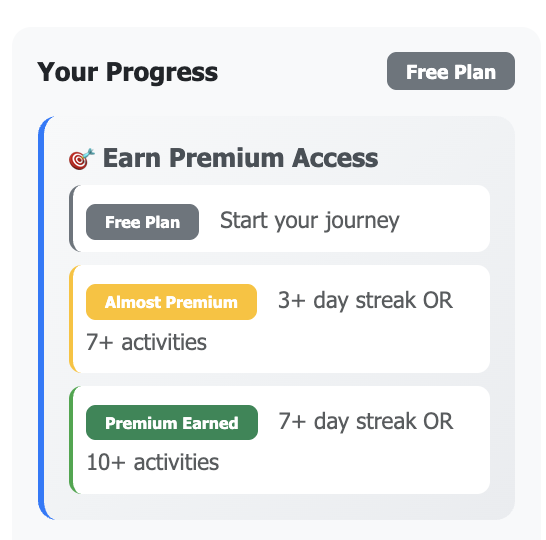 Your Progress
Free Plan
🎯 Earn Premium Access
Free Plan Start your journey
Almost Premium 3+ day streak OR
7+ activities
Premium Earned 7+ day streak OR
10+ activities